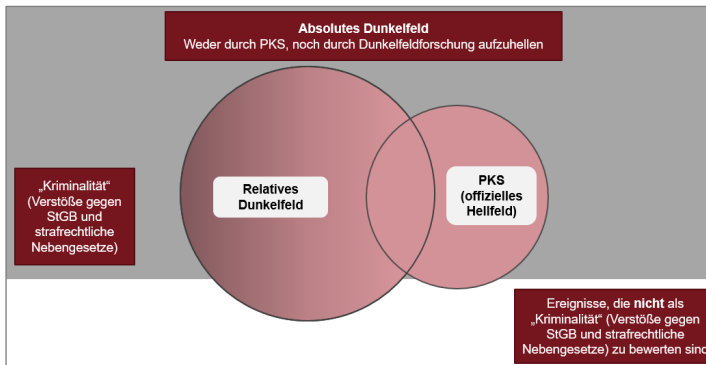 Absolutes Dunkelfeld
Weder durch PKS, noch durch Dunkelfeldforschung aufzuhellen
„Kriminalität“
(Verstöße gegen
StGB und
strafrechtliche
Nebengesetze)
Relatives
Dunkelfeld
PKS
(offizielles
Hellfeld)
Ereignisse, die nicht als
„Kriminalität“ (Verstöße gegen
StGB und strafrechtliche
Nebengesetze) zu bewerten sind